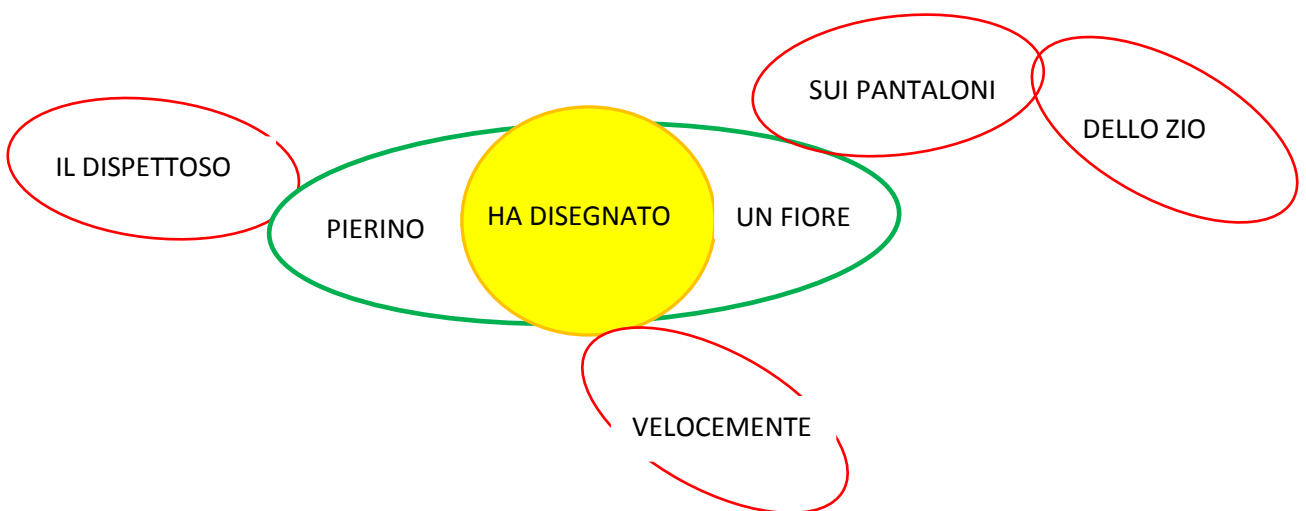 SUI PANTALONI
DELLO ZIO
IL DISPETTOSO
PIERINO
HA DISEGNATO
UN FIORE
VELOCEMENTE